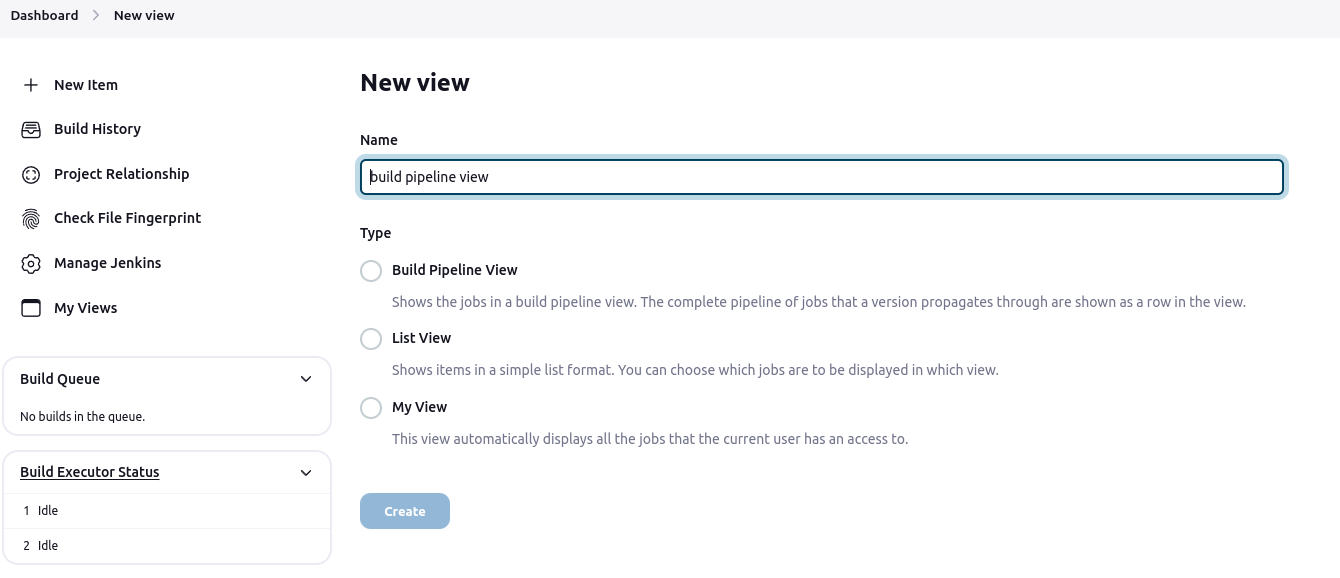 Dashboard > New view
New Item
Build History
Project Relationship
Check File Fingerprint
Manage Jenkins
My Views
Build Queue
No builds in the queue.
Build Executor Status
1 Idle
2 Idle
New view
Name
build pipeline view
Type
Build Pipeline View
Shows the jobs in a build pipeline view. The complete pipeline of jobs that a version propagates through are shown as a row in the view.
List View
Shows items in a simple list format. You can choose which jobs are to be displayed in which view.
My View
This view automatically displays all the jobs that the current user has an access to.
Create